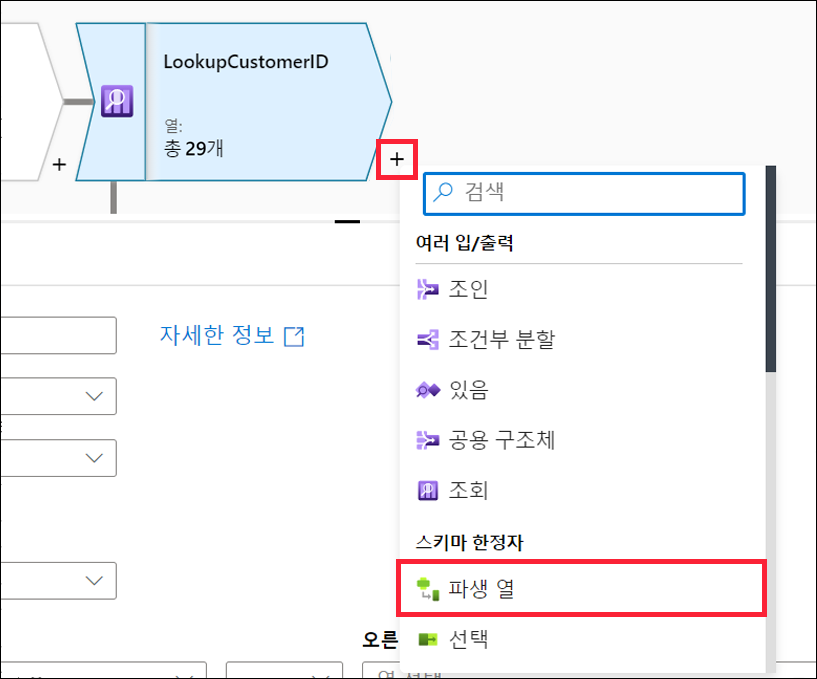 LookupCustomerID
열:
총 29개
+
+
검색
여러 입/출력
조인
자세한 정보
조건부 분할
있음
공용 구조체
조회
스키마 한정자
파생 열
오른
선택